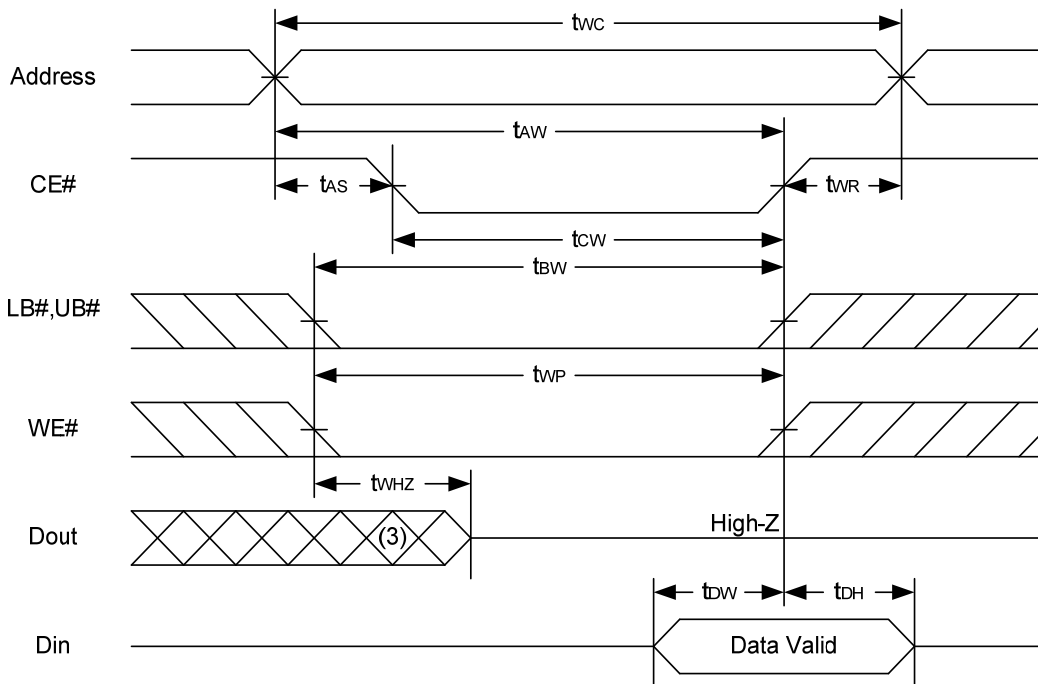 tWC
Address
tAW
CE#
tAS
tWR
tCW
tBW
LB#,UB#
tWP
WE#
tWHZ
Dout
(3)
High-Z
tDW
tDH
Din
Data Valid